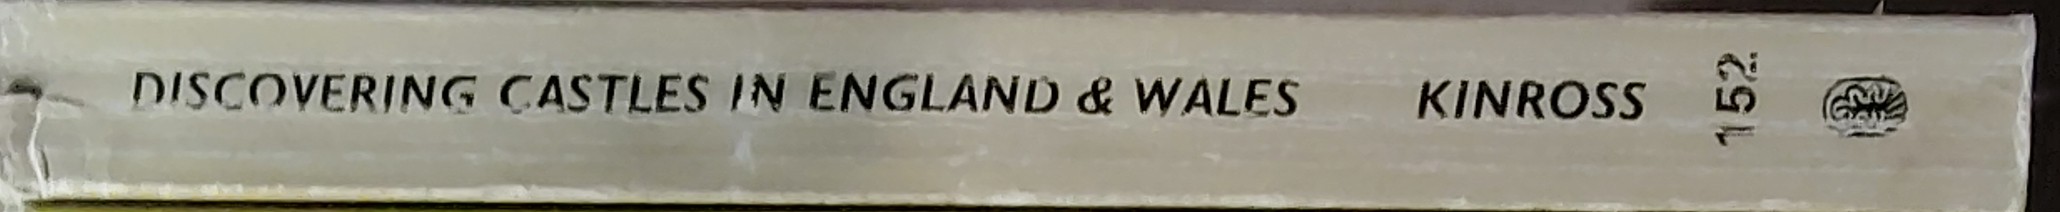 DISCOVERING CASTLES IN ENGLAND & WALES
KINROSS
152